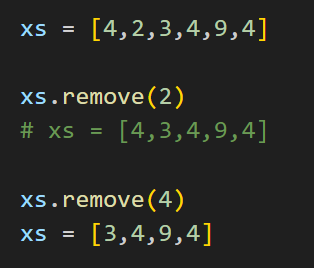 xs = [4,2,3,4,9,4]
xs.remove(2)
# xs = [4,3,4,9,4]
xs.remove(4)
xs = [3,4,9,4]